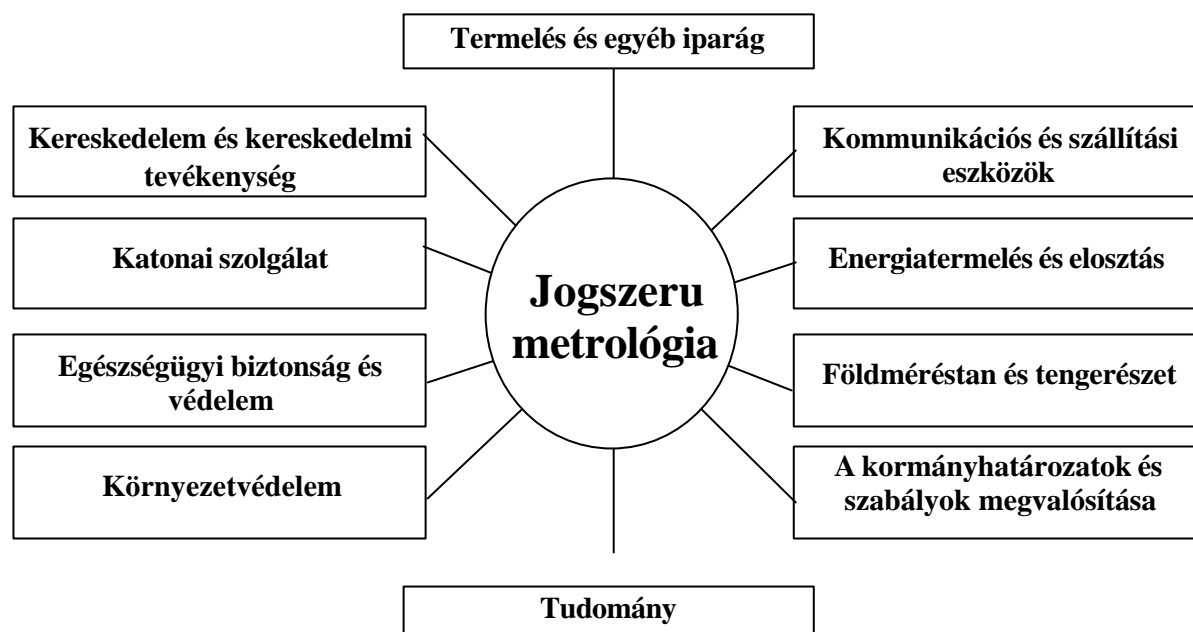 Termelés és egyéb iparág
Kereskedelem és kereskedelmi
tevékenység
Kommunikációs és szállítási
eszközök
Katonai szolgálat
Energiatermelés és elosztás
Jogszeru
metrológia
Egészségügyi biztonság és
védelem
Földméréstan és tengerészet
Környezetvédelem
A kormányhatározatok és
szabályok megvalósítása
Tudomány